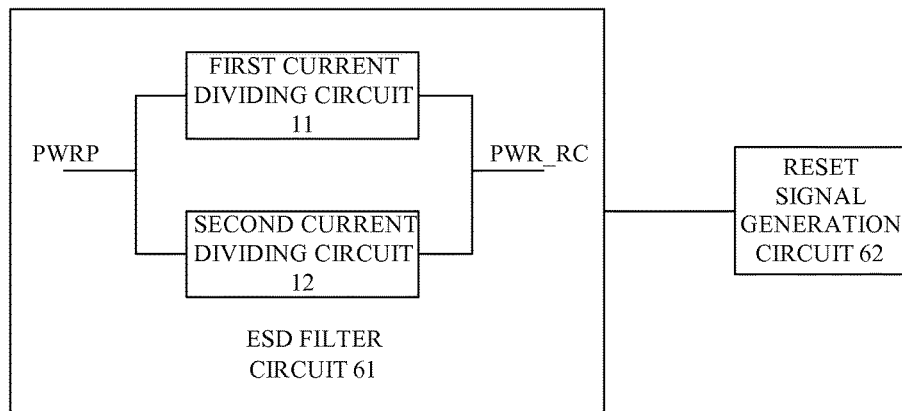 FIRST CURRENT
DIVIDING CIRCUIT
11
PWRP
PWR_RC
SECOND CURRENT
DIVIDING CIRCUIT
12
ESD FILTER
CIRCUIT 61
RESET
SIGNAL
GENERATION
CIRCUIT 62